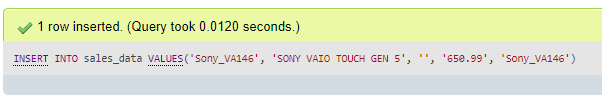 1 row inserted. (Query took 0.0120 seconds.)
INSERT INTO sales_data VALUES('Sony_VA146', 'SONY VAIO TOUCH GEN 5', '', '650.99', 'Sony_VA146')